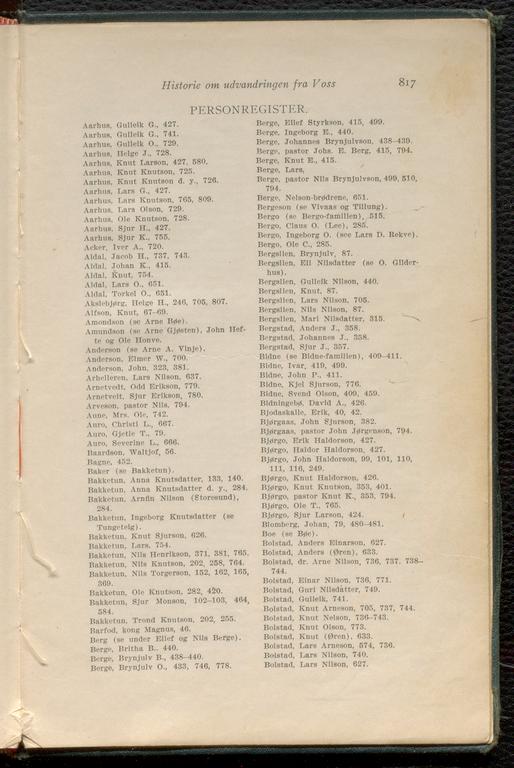 Historie om udvandringen fra Voss 817
PERSONREGISTER.
Aarhus, Gulleik G., 427.
Aarhus, Gulleik G., 741.
Aarhus, Gulleik O., 729.
Aarhus, Helge J., 728.
Aarhus, Knut Larson, 427, 580.
Aarhus, Knut Knutson, 725.
Aarhus, Knut Knutson d. y., 726.
Aarhus, Lars G., 427.
Aarhus, Lars Knutson, 765, 809.
Aarhus, Lars Olson, 729.
Aarhus, Ole Knutson, 728.
Aarhus, Sjur H., 427.
Aarhus, Sjur K., 755.
Acker, Iver A., 720.
Aldal, Jacob H., 737, 743.
Aldal, Johan K., 415.
Aldal, Knut, 754.
Aldal, Lars O., 651.
Aldal, Torkel O., 651.
Akslebjørg, Helge H., 246, 705, 807.
Alfson, Knut, 67–69.
Amondson (se Arne Bøe).
Amundson (se Arne Gjøsten), John Hef-
te og Ole Honve.
Anderson (se Arne A. Vinje).
Anderson, Elmer W., 700.
Anderson, John, 323, 381.
Arhelleren, Lars Nilson, 637.
Arnetvedt, Odd Erikson, 779.
Arnetveit, Sjur Erikson, 780.
Arveson, pastor Nils, 794.
Aune, Mrs. Ole, 742.
Auro, Christi L., 667.
Auro, Gjetle T., 79.
Auro, Severine L., 666.
Baardson, Waltjof, 56.
Bagne, 452.
Baker (se Bakketun).
Bakketun, Anna Knutsdatter, 133, 140.
Bakketun, Anna Knutsdatter d. y., 284.
Bakketun, Arnfin Nilson (Storesund),
284.
Bakketun, Ingeborg Knutsdatter (se
Tungeteig).
Bakketun, Knut Sjurson, 626.
Bakketun, Lars, 754.
Bakketun, Nils Henrikson, 371, 381, 765.
Bakketun, Nils Knutson, 202, 258, 764.
Bakketun, Nils Torgerson, 152, 162, 165,
369.
Bakketun, Ole Knutson, 282, 420.
Bakketun, Sjur Monson, 102–103, 464,
584.
Bakketun, Trond Knutson, 202, 255.
Barfod, kong Magnus, 46.
Berg (se under Ellef og Nils Berge).
Berge, Britha B., 440.
Berge, Brynjulv B., 438–440.
Berge, Brynjulv O., 433, 746, 778.
Berge, Ellef Styrkson, 415, 499.
Berge, Ingeborg E., 440.
Berge, Johannes Brynjulvson, 438–439.
Berge, pastor Johs. E. Berg, 415, 794.
Berge, Knut E., 415.
Berge, Lars,
Berge, pastor Nils Brynjulvson, 499, 510,
794.
Berge, Nelson-brødrene, 651.
Bergeson (se Vivaas og Tillung).
Bergo (se Bergo-familien), 515.
Bergo, Claus O. (Lee), 285.
Bergo, Ingeborg O. (see Lars D. Rekve).
Bergo, Ole C., 285.
Bergslien, Brynjulv, 87.
Bergslien, Eli Nilsdatter (se O. Gilder-
hus).
Bergslien, Gulleik Nilson, 440.
Bergslien, Knut, 87.
Bergslien, Lars Nilson, 705.
Bergslien, Nils Nilson, 87.
Bergslien, Mari Nilsdatter, 315.
Bergstad, Anders J., 358.
Bergstad, Johannes J., 358.
Bergstad, Sjur J., 357.
Bidne (se Bidne-familien), 409–411.
Bidne, Ivar, 419, 499.
Bidne, John P., 411.
Bidne, Kjel Sjurson, 776.
Bidne, Svend Olson, 409, 459.
Bidningebø, David A., 426.
Bjodaskalle, Erik, 40, 42.
Bjørgaas, John Sjurson, 382.
Bjørgaas, pastor John Jørgenson, 794.
Bjørgo, Erik Haldorson, 427.
Bjørgo, Haldor Haldorson, 427.
Bjørgo, John Haldorson, 99, 101, 110,
111, 116, 249.
Bjørgo, Knut Haldorson, 426.
Bjørgo, Knut Knutson, 353, 401.
Bjørgo, pastor Knut K., 353, 794.
Bjørgo, Ole T., 765.
Bjørgo, Sjur Larson, 424.
Blomberg, Johan, 79, 480–481.
Boe (se Bøe).
Bolstad, Anders Einarson, 627.
Bolstad, Anders (Øren), 633.
Bolstad, dr. Arne Nilson, 736, 737, 738–
744.
Bolstad, Einar Nilson, 736, 771.
Bolstad, Guri Nilsdatter, 749.
Bolstad, Gulleik, 741.
Bolstad, Knut Arneson, 705, 737, 744.
Bolstad, Knut Nelson, 736–743.
Bolstad, Knut Olson, 773.
Bolstad, Knut (Øren), 633.
Bolstad, Lars Arneson, 574, 736.
Bolstad, Lars Nilson, 740.
Bolstad, Lars Nilson, 627.